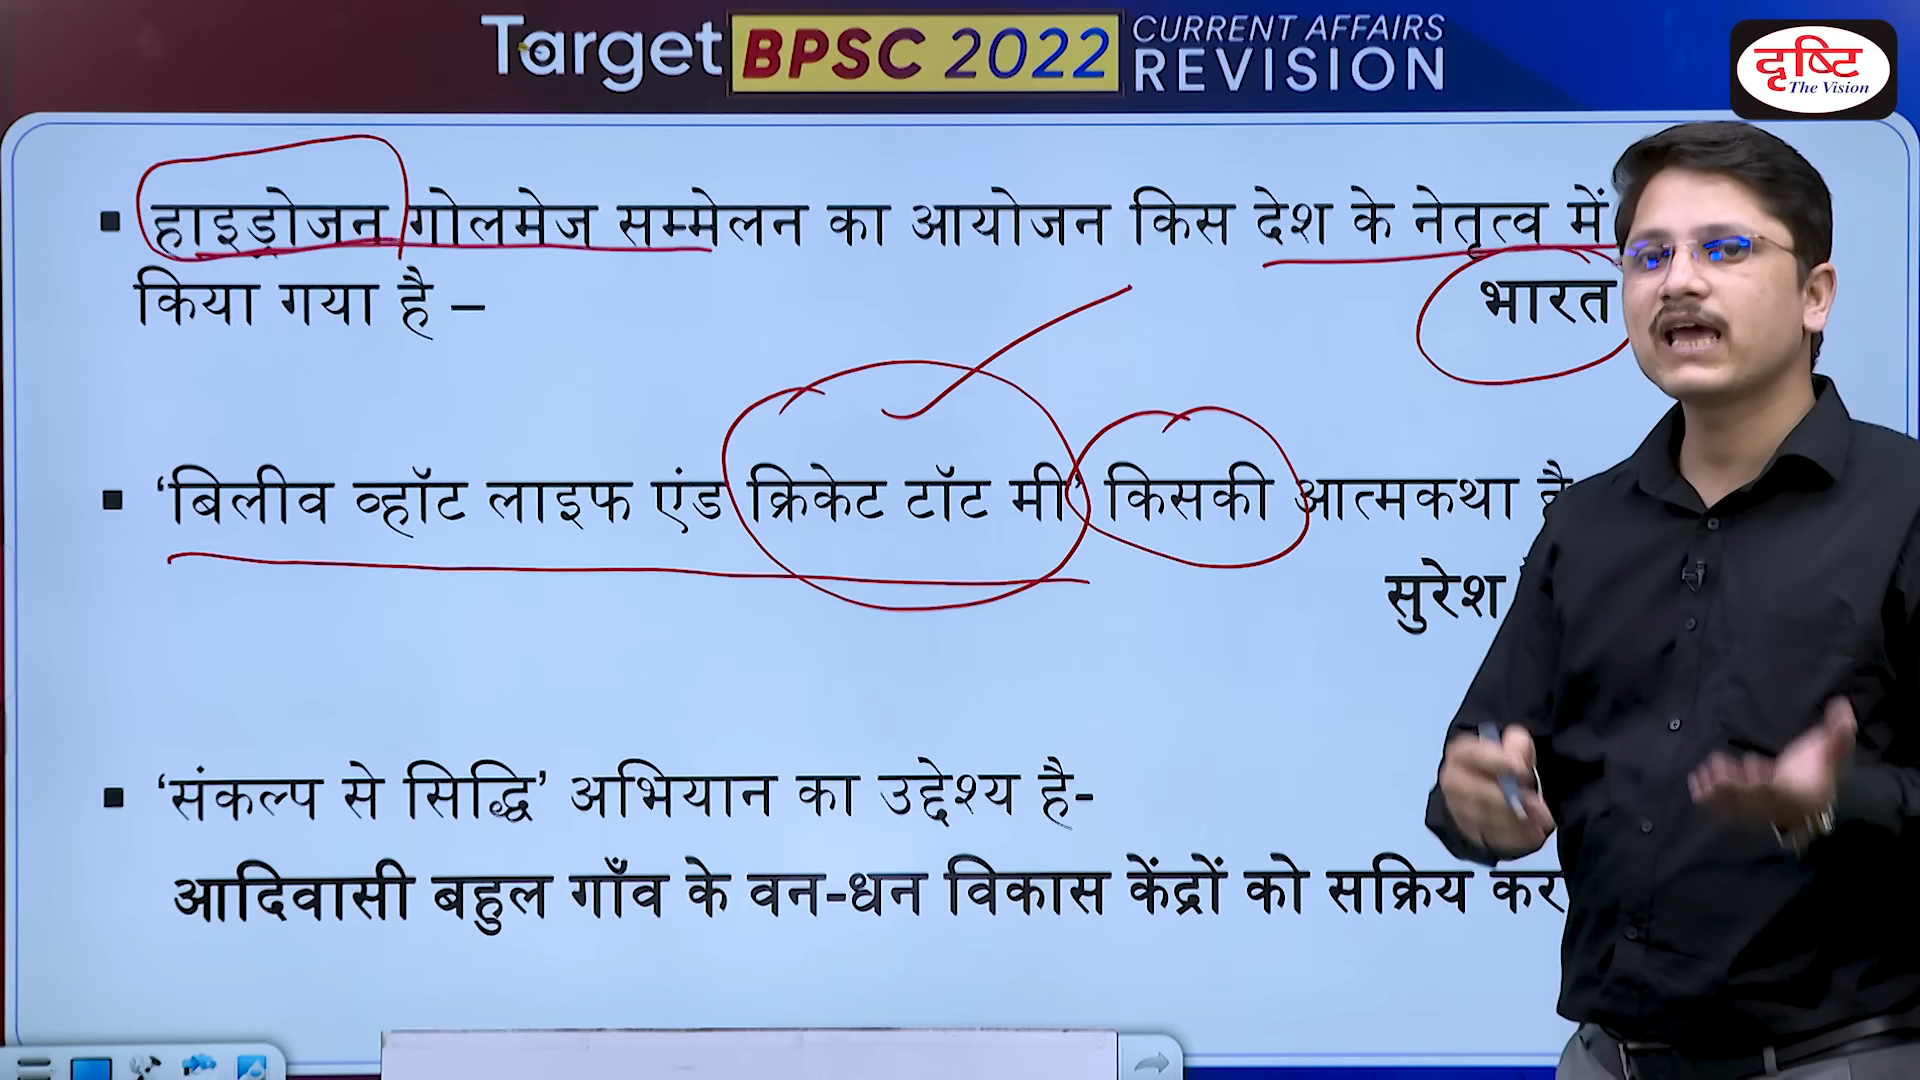 Target BPSC 2022 CURRENT AFFAIRS
REVISION
दृष्टि
The Vision
▪ हाइड्रोजन गोलमेज सम्मेलन का आयोजन किस देश के नेतृत्व में
किया गया है – भारत
▪ ‘बिलीव व्हॉट लाइफ एंड क्रिकेट टॉट मी’ किसकी आत्मकथा है
सुरेश
▪ ‘संकल्प से सिद्धि’ अभियान का उद्देश्य है-
आदिवासी बहुल गाँव के वन-धन विकास केंद्रों को सक्रिय